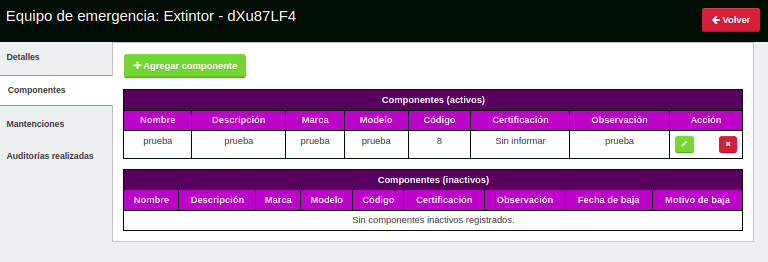 Equipo de emergencia: Extintor - dXu87LF4
Volver
Detalles
Componentes
Mantenciones
Auditorías realizadas
Agregar componente
Componentes (activos)
Nombre Descripción Marca Modelo Código Certificación Observación Acción
prueba prueba prueba prueba 8 Sin informar prueba
Componentes (inactivos)
Nombre Descripción Marca Modelo Código Certificación Observación Fecha de baja Motivo de baja
Sin componentes inactivos registrados.